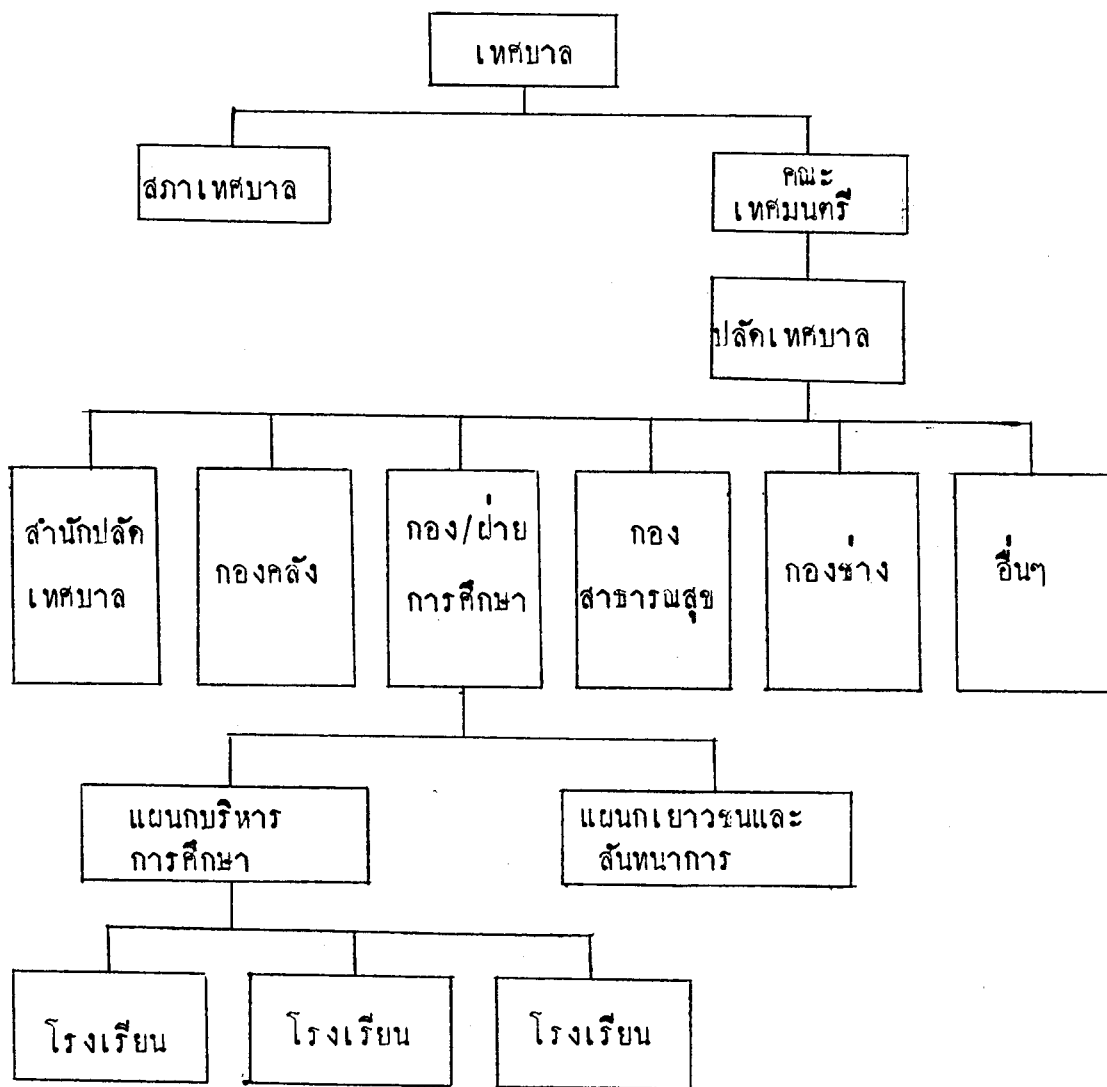 เทศบาล
สภาเทศบาล
คณะ
เทศมนตรี
ปลัดเทศบาล
สำนักปลัด
เทศบาล
กองคลัง
กอง/ฝ่าย
การศึกษา
กอง
สาธารณสุข
กองช่าง
อื่นๆ
แผนกบริหาร
การศึกษา
แผนกเยาวชนและ
สันทนาการ
โรงเรียน
โรงเรียน
โรงเรียน